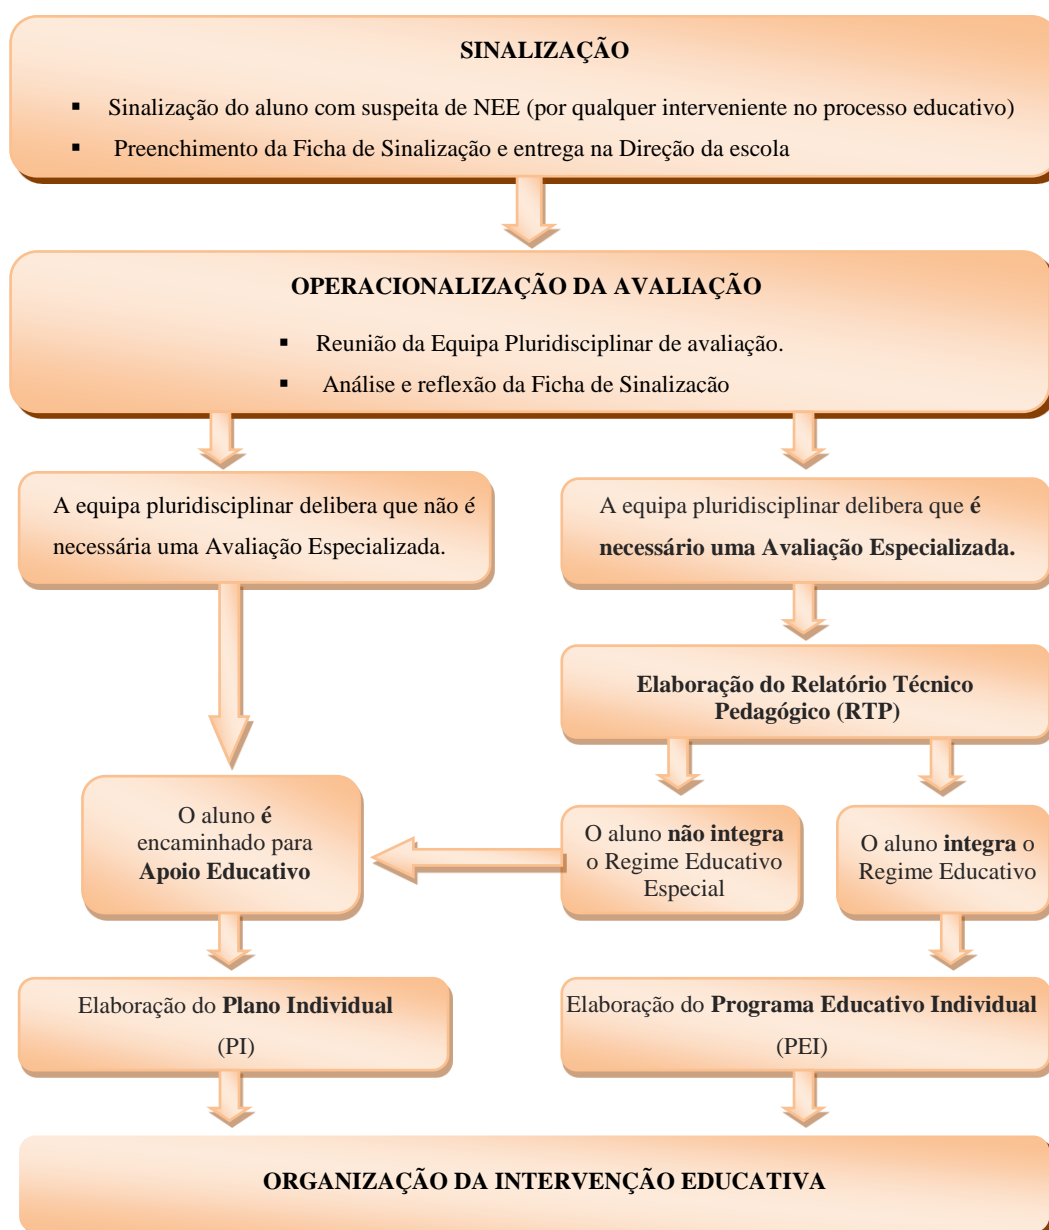 SINALIZAÇÃO
▪ Sinalização do aluno com suspeita de NEE (por qualquer interveniente no processo educativo)
▪ Preenchimento da Ficha de Sinalização e entrega na Direção da escola
OPERACIONALIZAÇÃO DA AVALIAÇÃO
▪ Reunião da Equipa Pluridisciplinar de avaliação.
▪ Análise e reflexão da Ficha de Sinalização
A equipa pluridisciplinar delibera que não é
necessária uma Avaliação Especializada.
A equipa pluridisciplinar delibera que é
necessário uma Avaliação Especializada.
Elaboração do Relatório Técnico
Pedagógico (RTP)
O aluno é
encaminhado para
Apoio Educativo
O aluno não integra
o Regime Educativo
Especial
O aluno integra o
Regime Educativo
Elaboração do Plano Individual
(PI)
Elaboração do Programa Educativo Individual
(PEI)
ORGANIZAÇÃO DA INTERVENÇÃO EDUCATIVA